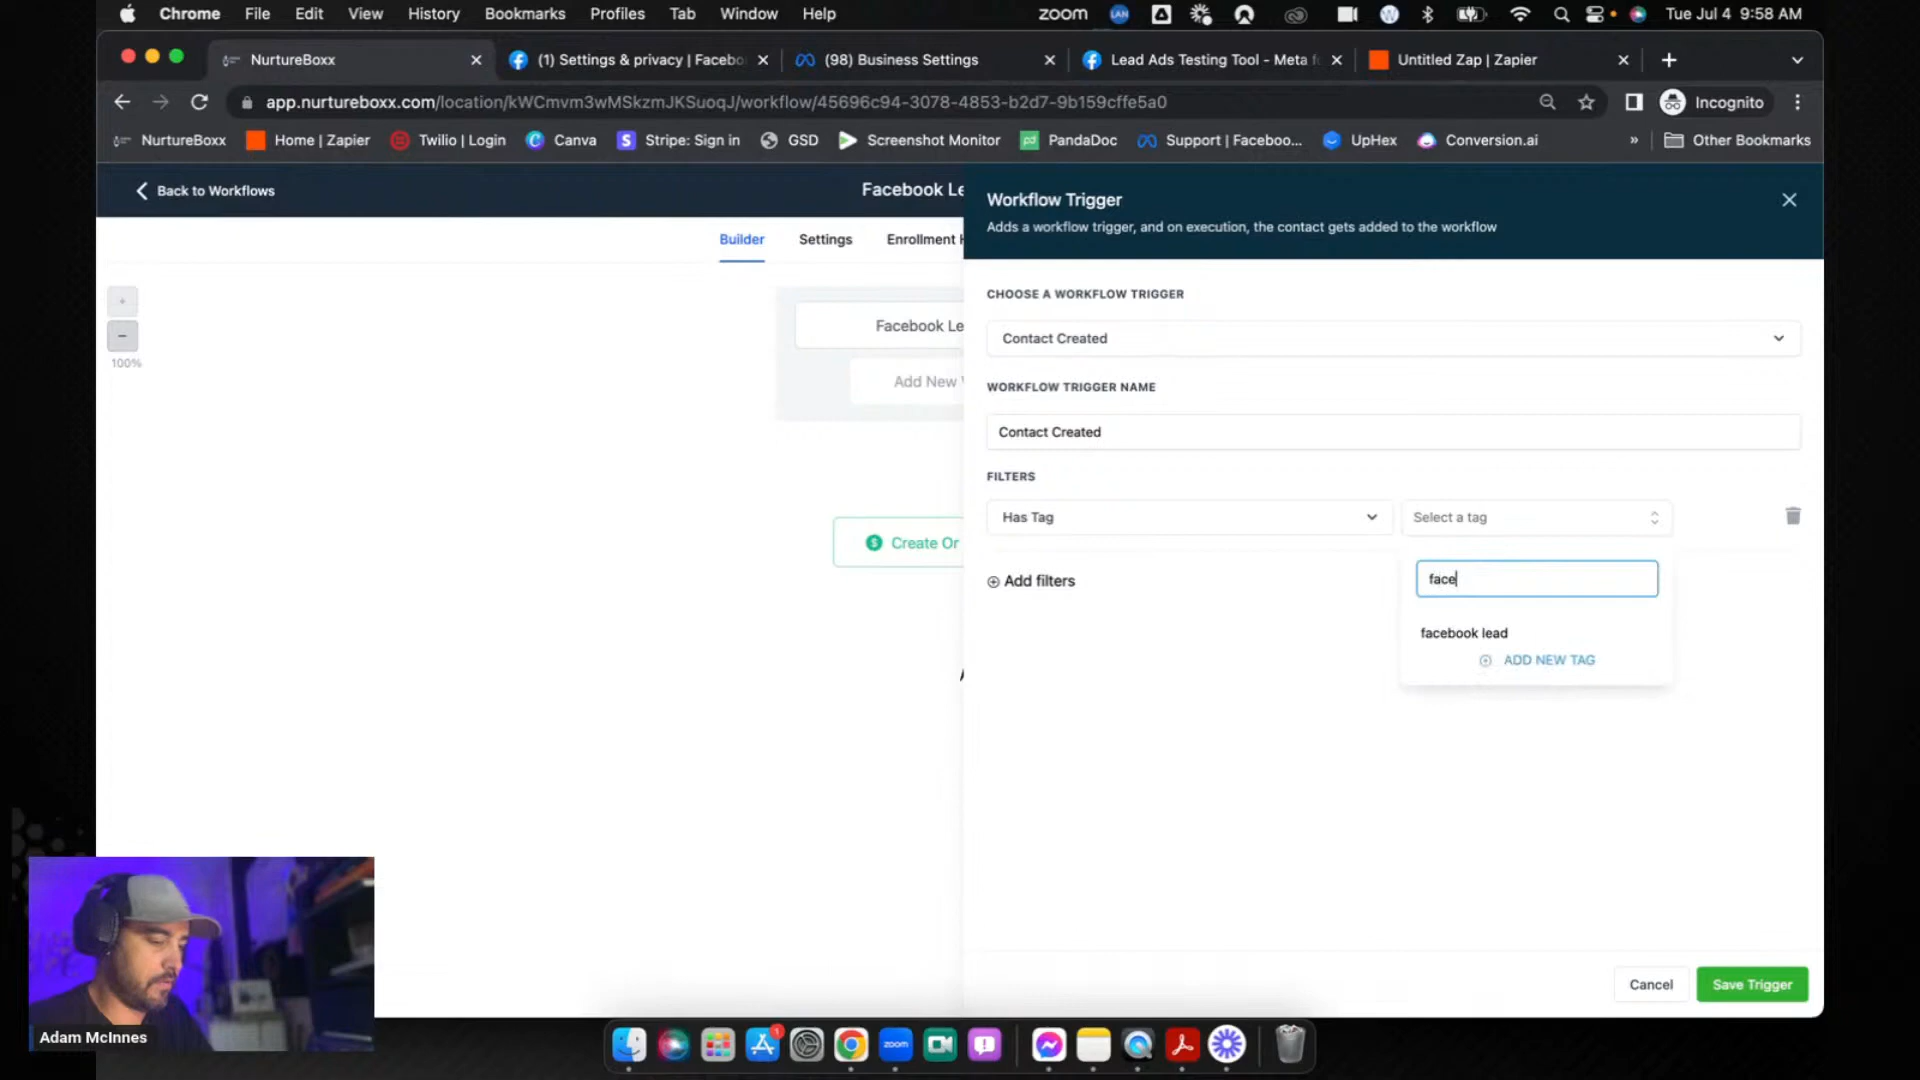 Chrome File Edit View History Bookmarks Profiles Tab Window Help zoom LAN Tue Jul 4 9:58 AM
NurtureBoxx (1) Settings & privacy | Facebo (98) Business Settings Lead Ads Testing Tool - Meta f Untitled Zap | Zapier
app.nurtureboxx.com/location/kWCmvm3wMSkzmJKSuoqJ/workflow/45696c94-3078-4853-b2d7-9b159cffe5a0 Incognito
NurtureBoxx Home | Zapier Twilio | Login Canva Stripe: Sign in GSD Screenshot Monitor pd PandaDoc Support | Faceboo... UpHex Conversion.ai » Other Bookmarks
Back to Workflows Facebook Le
Builder Settings Enrollment H
100%
Facebook Le
Add New
Create Or
Workflow Trigger
Adds a workflow trigger, and on execution, the contact gets added to the workflow
CHOOSE A WORKFLOW TRIGGER
Contact Created
WORKFLOW TRIGGER NAME
Contact Created
FILTERS
Has Tag Select a tag
Add filters
face
facebook lead
ADD NEW TAG
Cancel Save Trigger
Adam McInnes
zoom
1